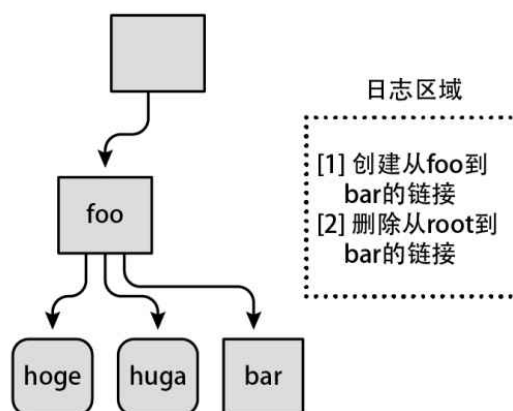 日志区域
[1] 创建从foo到
bar的链接
[2] 删除从root到
bar的链接
foo
hoge
huga
bar